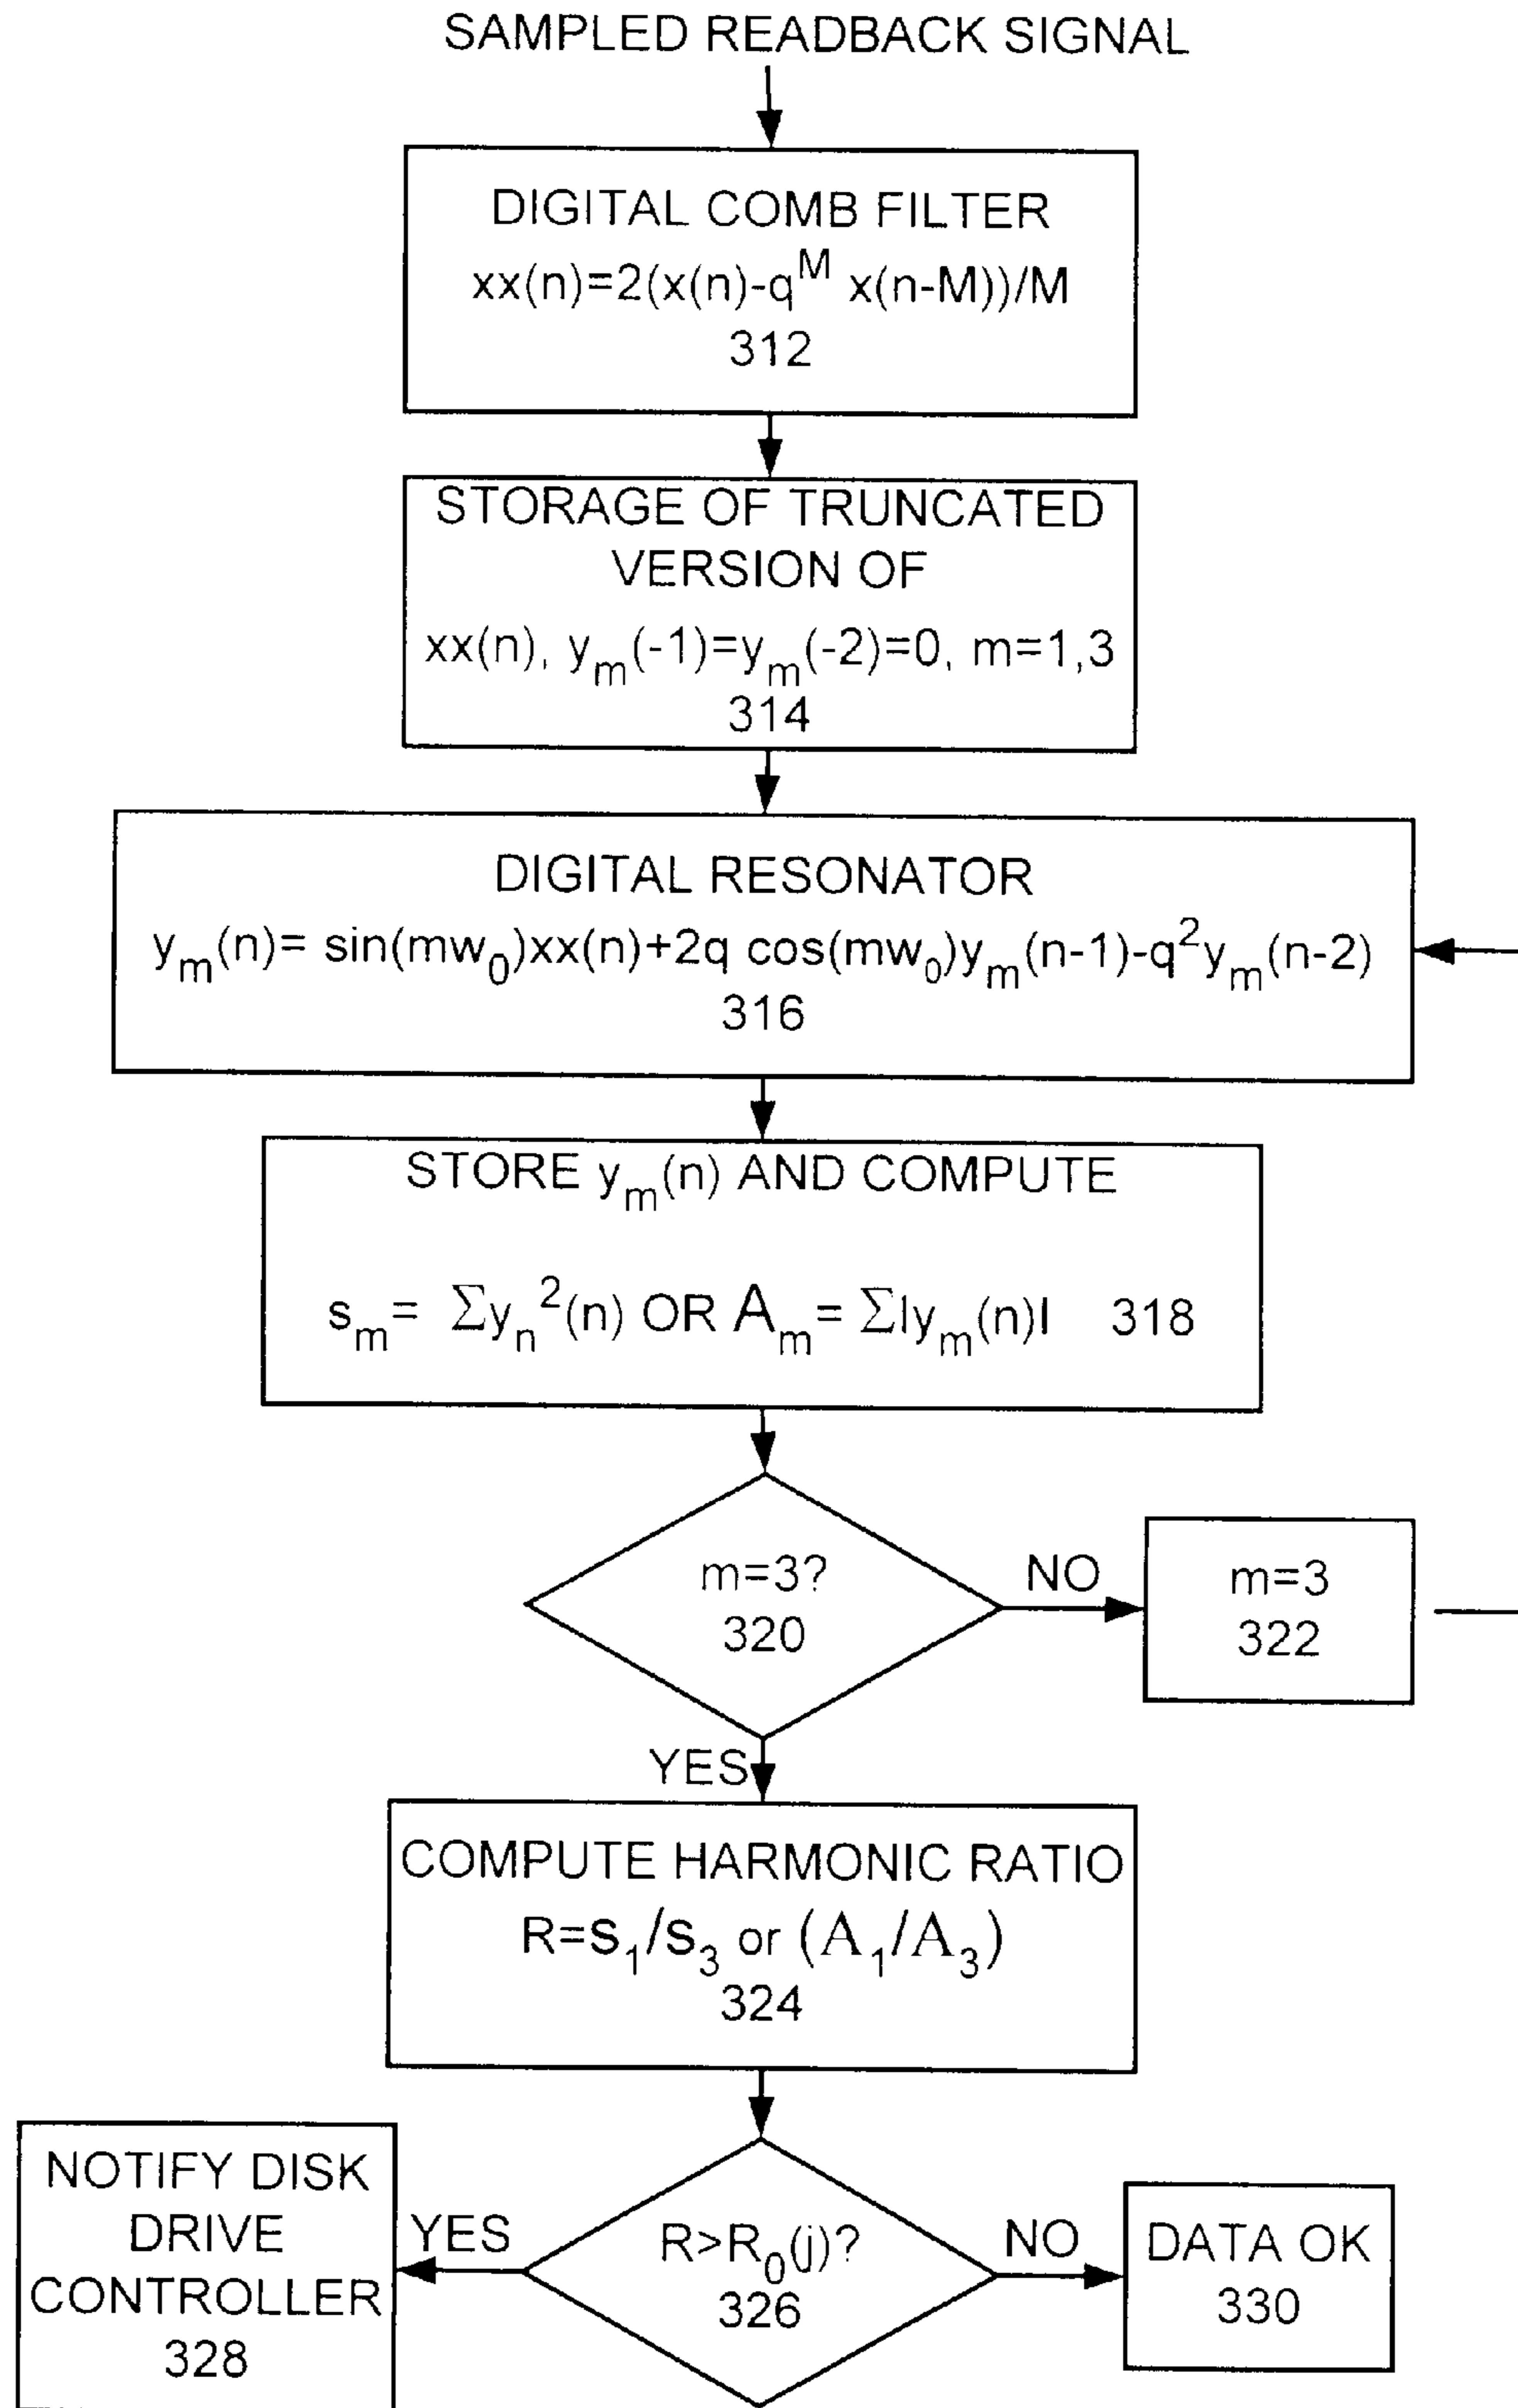 SAMPLED READBACK SIGNAL
DIGITAL COMB FILTER
xx(n)=2(x(n)-q^M x(n-M))/M
312
STORAGE OF TRUNCATED
VERSION OF
xx(n), y_m(-1)=y_m(-2)=0, m=1,3
314
DIGITAL RESONATOR
y_m(n)= sin(mw_0)xx(n)+2q cos(mw_0)y_m(n-1)-q^2y_m(n-2)
316
STORE y_m(n) AND COMPUTE
s_m= Σy_n^2(n) OR A_m= Σ|y_m(n)| 318
m=3?
320
NO
m=3
322
YES
COMPUTE HARMONIC RATIO
R=s_1/s_3 or (A_1/A_3)
324
NOTIFY DISK
DRIVE
CONTROLLER
328
YES
R>R_0(j)?
326
NO
DATA OK
330